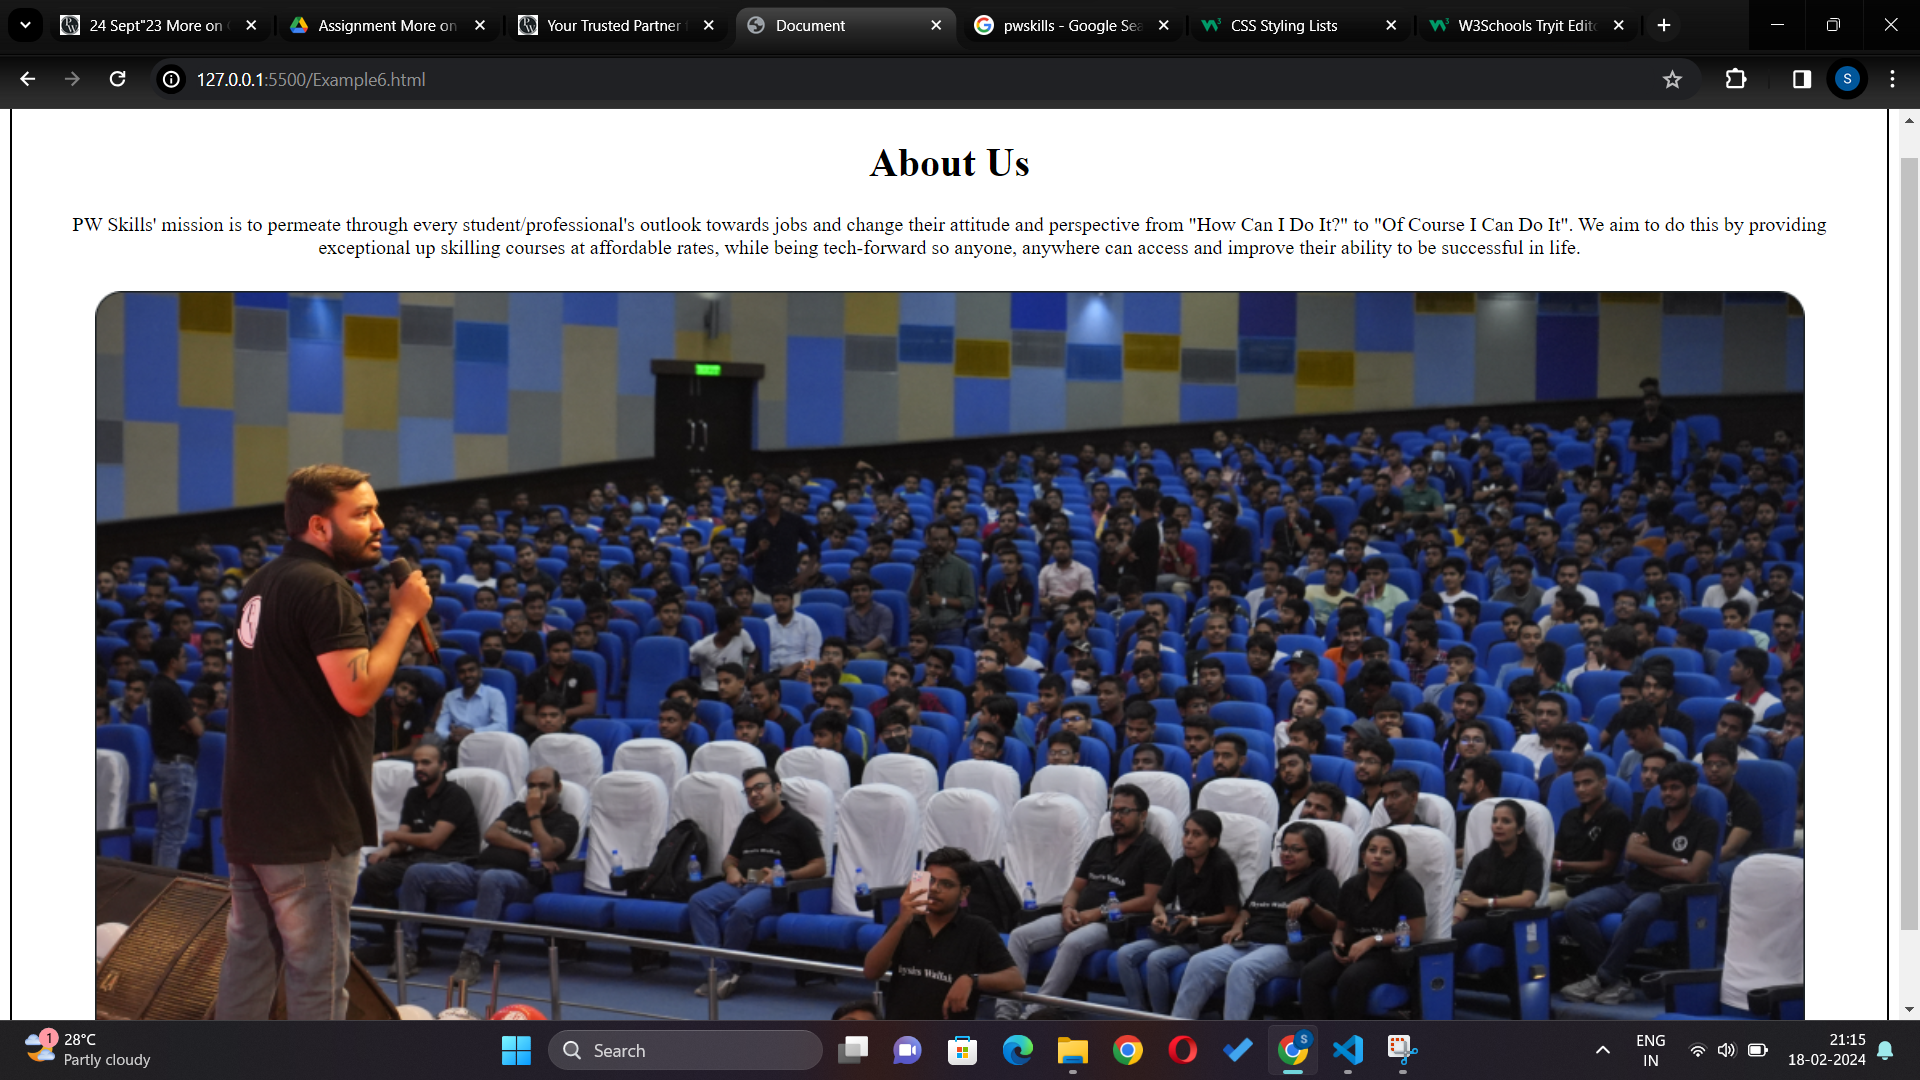 24 Sept"23 More on
Assignment More on
Your Trusted Partner
Document
pwskills - Google Sea
CSS Styling Lists
W3Schools Tryit Edit
127.0.0.1:5500/Example6.html
S
About Us
PW Skills' mission is to permeate through every student/professional's outlook towards jobs and change their attitude and perspective from "How Can I Do It?" to "Of Course I Can Do It". We aim to do this by providing
exceptional up skilling courses at affordable rates, while being tech-forward so anyone, anywhere can access and improve their ability to be successful in life.
Physics Wallah
1
28°C
Partly cloudy
Search
S
ENG
IN
21:15
18-02-2024